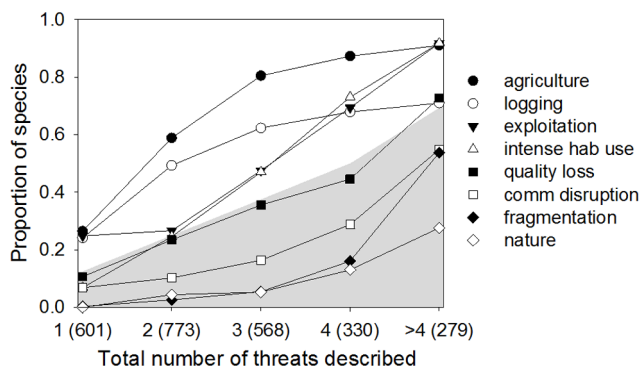 Proportion of species
1.0
0.8
0.6
0.4
0.2
0.0
1 (601) 2 (773) 3 (568) 4 (330) >4 (279)
Total number of threats described
agriculture
logging
exploitation
intense hab use
quality loss
comm disruption
fragmentation
nature